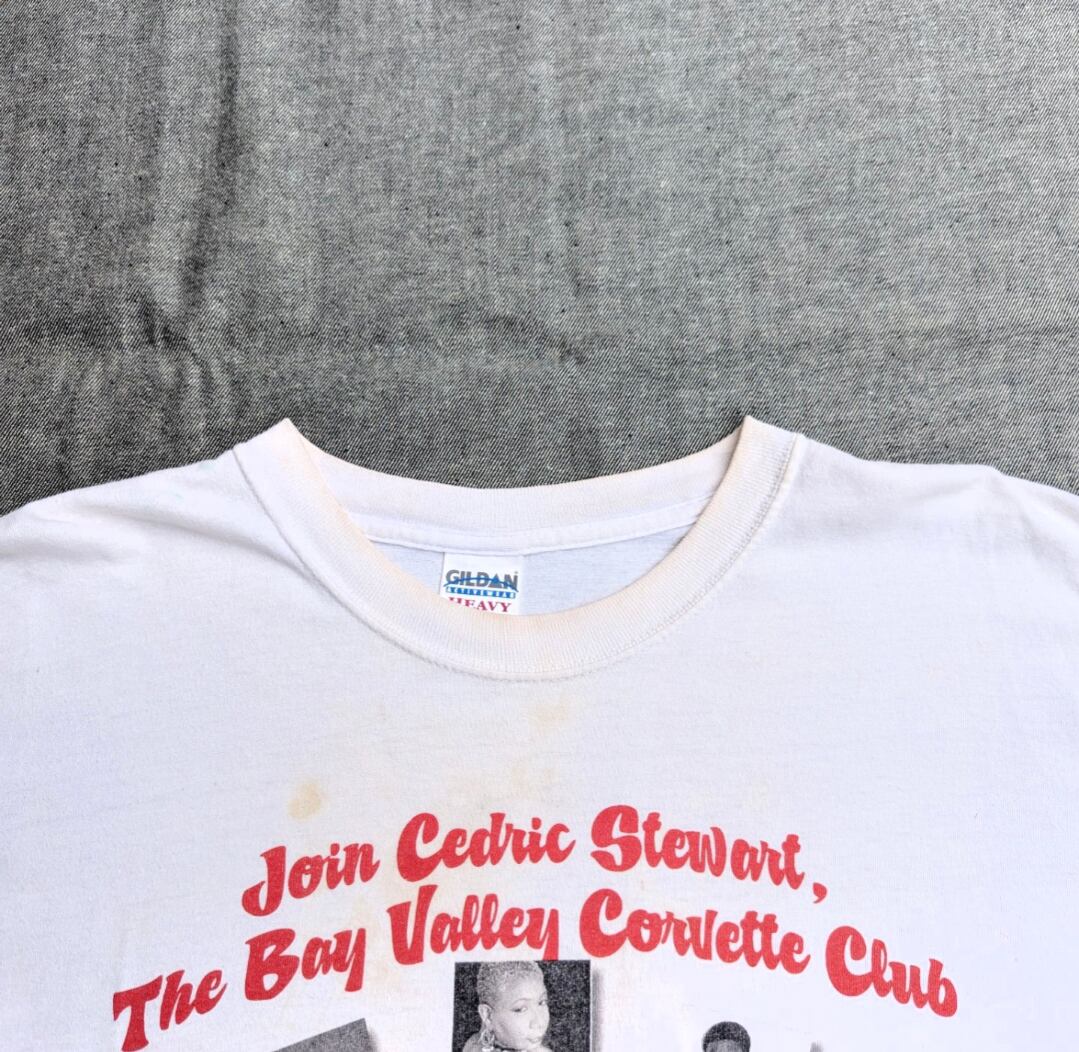 GILDAN
ACTIVEWEAR
HEAVY
Join Cedric Stewart,
The Bay Valley Corvette Club